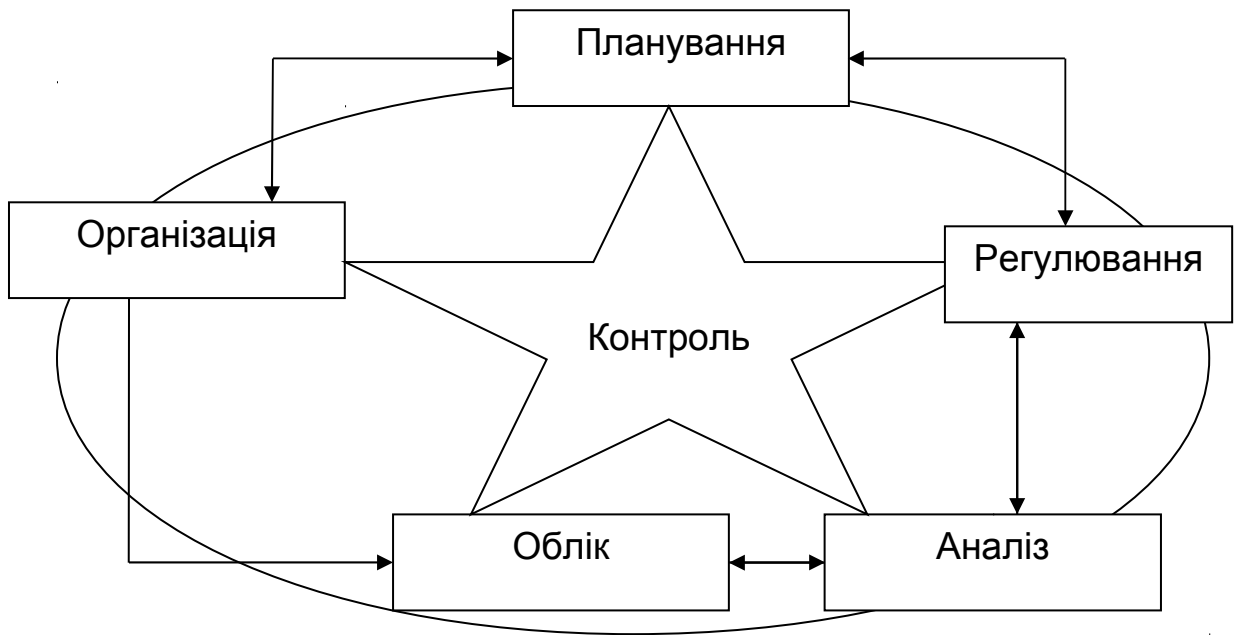 Планування
Організація
Регулювання
Контроль
Облік
Аналіз